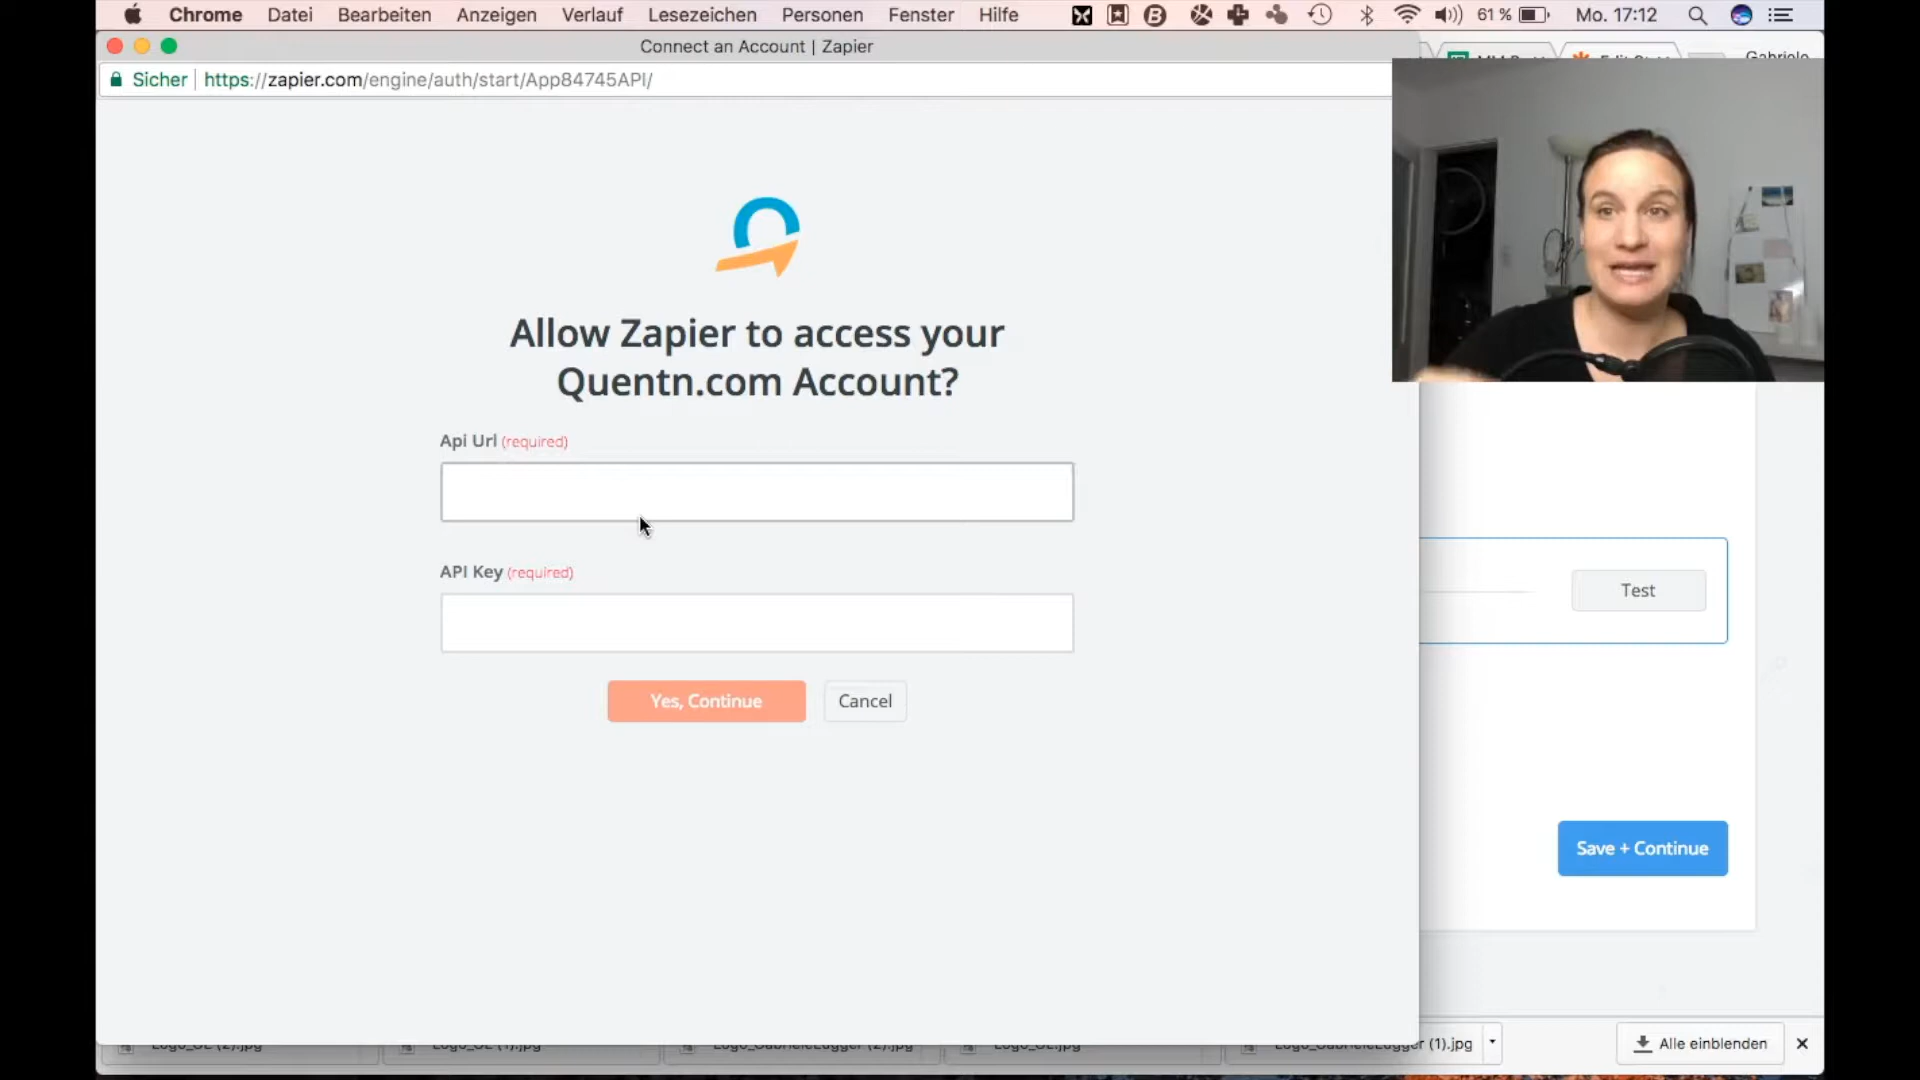 Chrome Datei Bearbeiten Anzeigen Verlauf Lesezeichen Personen Fenster Hilfe 61 % Mo. 17:12
Connect an Account | Zapier
Gabriele
Sicher https://zapier.com/engine/auth/start/App84745API/
Allow Zapier to access your
Quentn.com Account?
Api Url (required)
API Key (required)
Test
Yes, Continue Cancel
Save + Continue
(1).jpg Alle einblenden